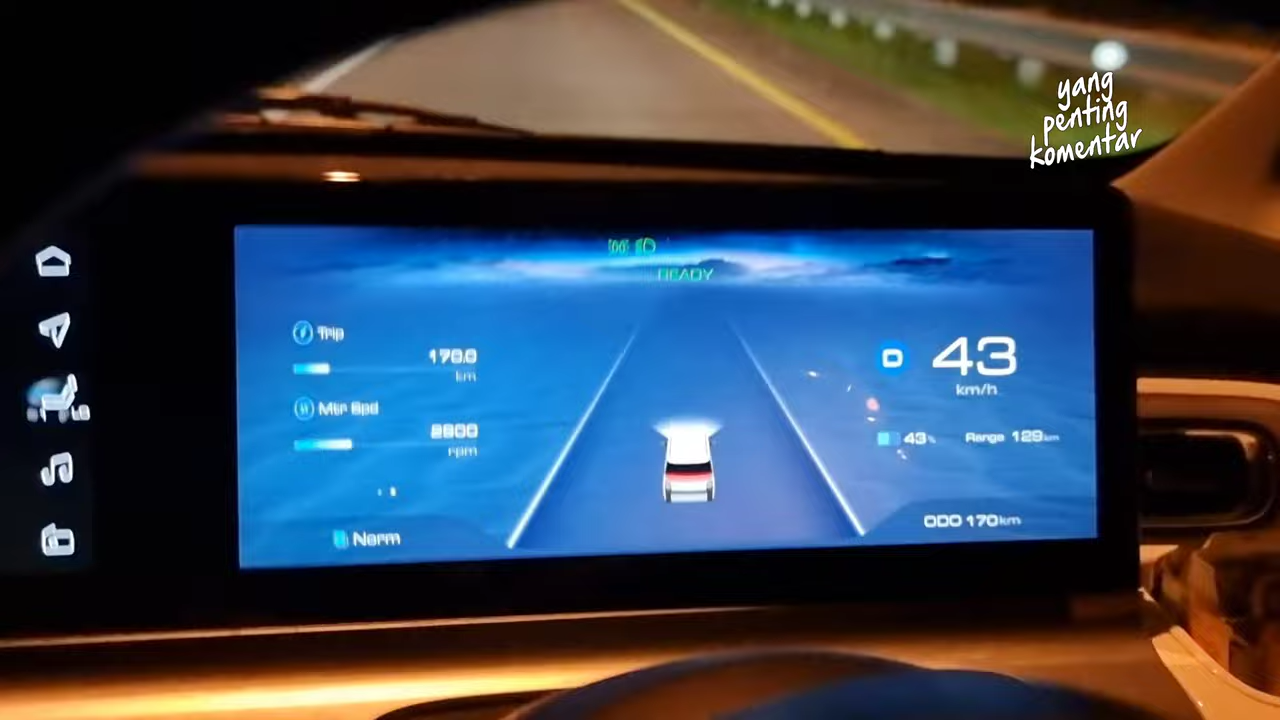 yang
penting
komentar
READY
Trip
170.0
km
Mtr Spd
2800
rpm
Norm
D
43
km/h
43%
Range 129km
ODO 170km